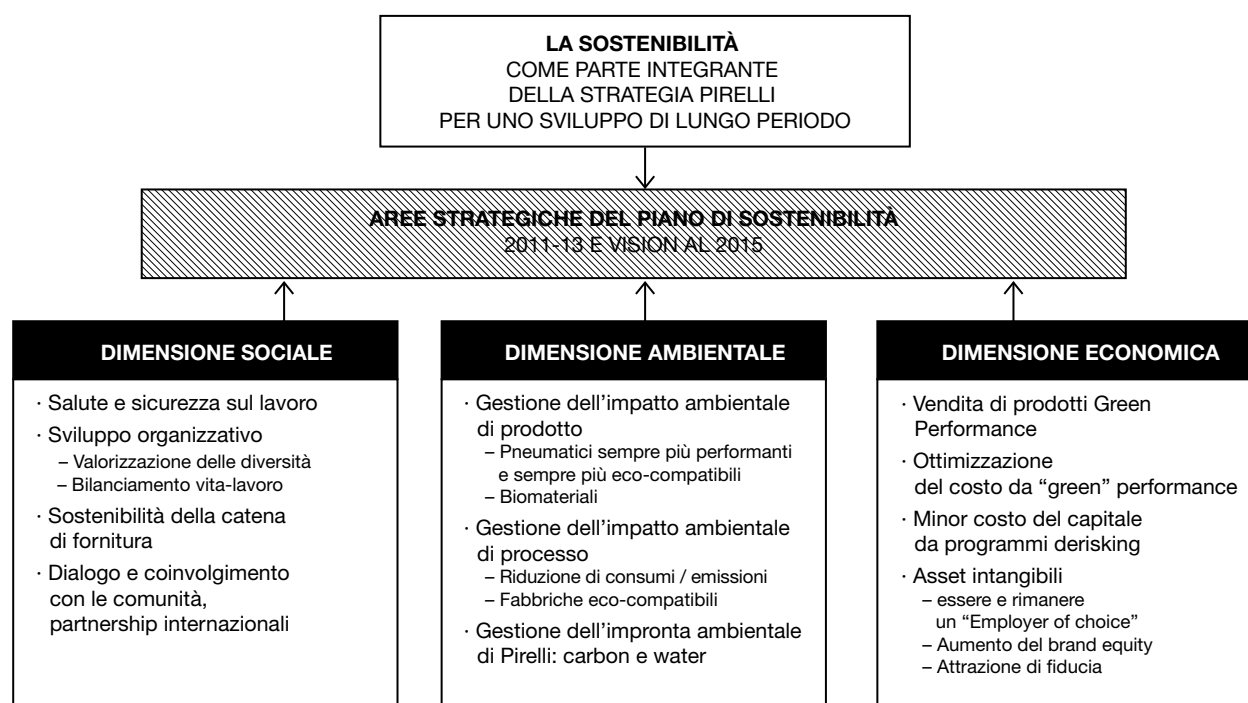 LA SOSTENIBILITÀ
COME PARTE INTEGRANTE
DELLA STRATEGIA PIRELLI
PER UNO SVILUPPO DI LUNGO PERIODO
AREE STRATEGICHE DEL PIANO DI SOSTENIBILITÀ
2011-13 E VISION AL 2015
DIMENSIONE SOCIALE
· Salute e sicurezza sul lavoro
· Sviluppo organizzativo
– Valorizzazione delle diversità
– Bilanciamento vita-lavoro
· Sostenibilità della catena
di fornitura
· Dialogo e coinvolgimento
con le comunità,
partnership internazionali
DIMENSIONE AMBIENTALE
· Gestione dell’impatto ambientale
di prodotto
– Pneumatici sempre più performanti
e sempre più eco-compatibili
– Biomateriali
· Gestione dell’impatto ambientale
di processo
– Riduzione di consumi / emissioni
– Fabbriche eco-compatibili
· Gestione dell’impronta ambientale
di Pirelli: carbon e water
DIMENSIONE ECONOMICA
· Vendita di prodotti Green
Performance
· Ottimizzazione
del costo da “green” performance
· Minor costo del capitale
da programmi derisking
· Asset intangibili
– essere e rimanere
un “Employer of choice”
– Aumento del brand equity
– Attrazione di fiducia